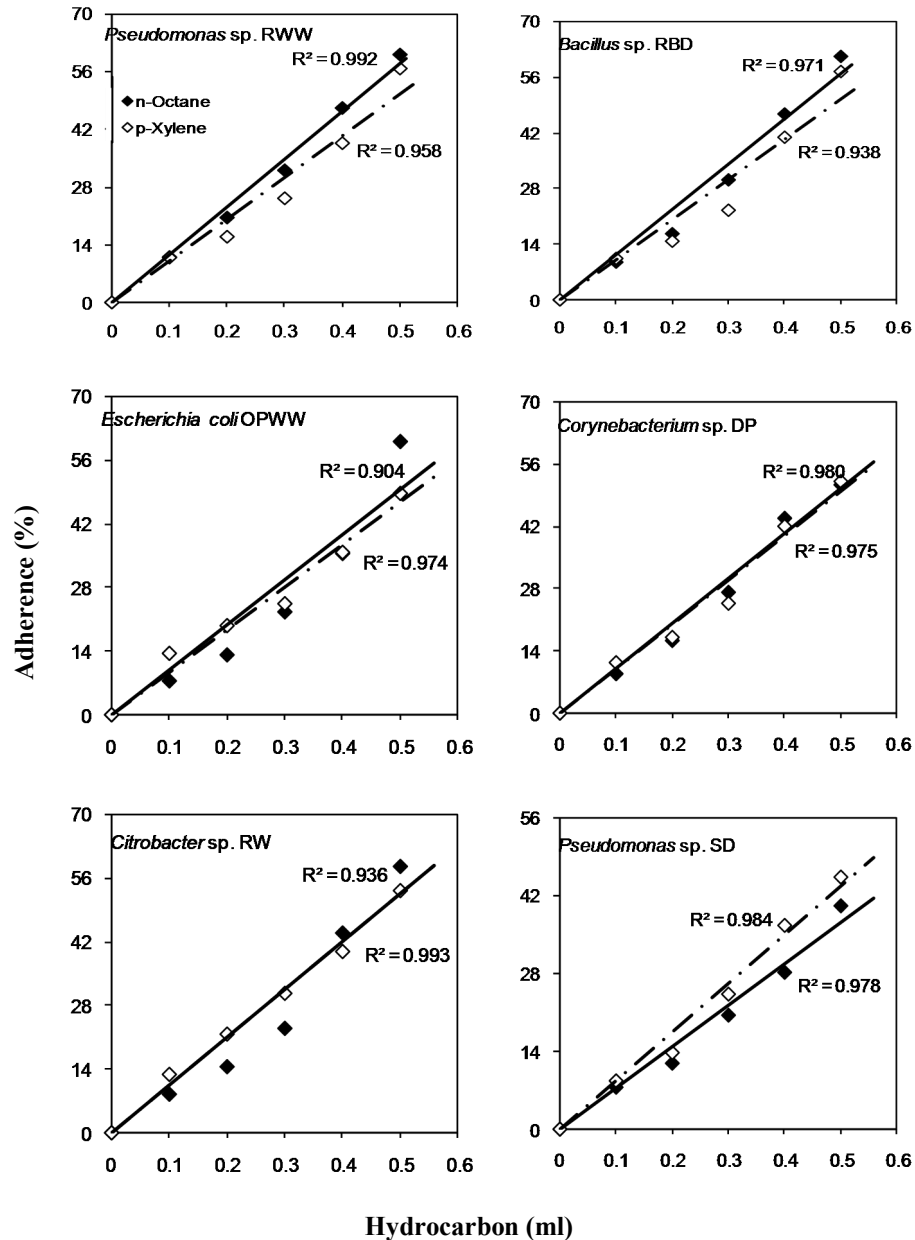 70
Pseudomonas sp. RWW
R² = 0.992
56
n-Octane
p-Xylene
42
R² = 0.958
28
14
0
0 0.1 0.2 0.3 0.4 0.5 0.6
70
Bacillus sp. RBD
R² = 0.971
56
42
R² = 0.938
28
14
0
0 0.1 0.2 0.3 0.4 0.5 0.6
Adherence (%)
70
Escherichia coli OPWW
56
R² = 0.904
42
R² = 0.974
28
14
0
0 0.1 0.2 0.3 0.4 0.5 0.6
70
Corynebacterium sp. DP
56
R² = 0.980
42
R² = 0.975
28
14
0
0 0.1 0.2 0.3 0.4 0.5 0.6
70
Citrobacter sp. RW
56
R² = 0.936
42
R² = 0.993
28
14
0
0 0.1 0.2 0.3 0.4 0.5 0.6
56
Pseudomonas sp. SD
42
R² = 0.984
28
R² = 0.978
14
0
0 0.1 0.2 0.3 0.4 0.5 0.6
Hydrocarbon (ml)